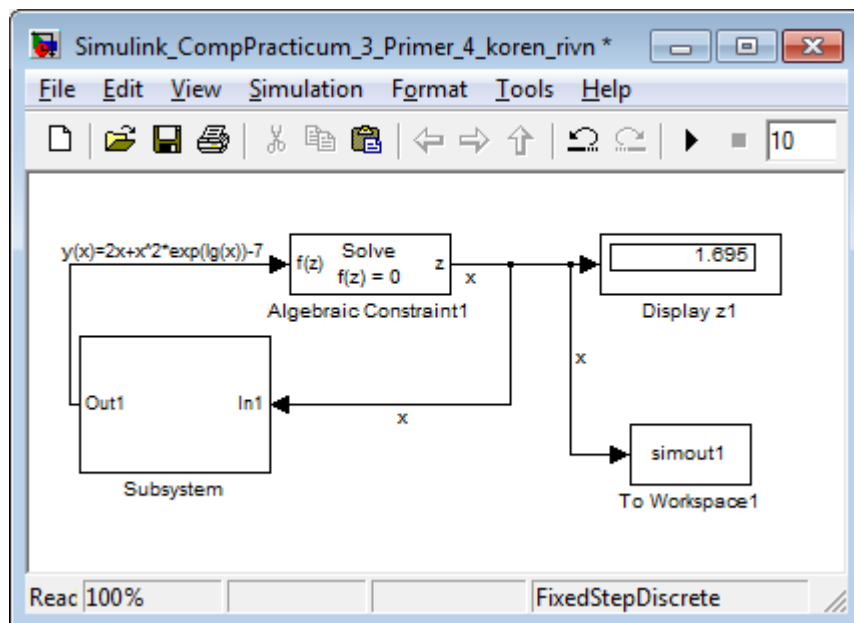 Simulink_CompPracticum_3_Primer_4_koren_rivn *
File Edit View Simulation Format Tools Help
10
y(x)=2x+x^2*exp(lg(x))-7
f(z) Solve f(z) = 0 z
Algebraic Constraint1
x
1.695
Display z1
x
Out1 In1
x
Subsystem
simout1
To Workspace1
Reac 100% FixedStepDiscrete